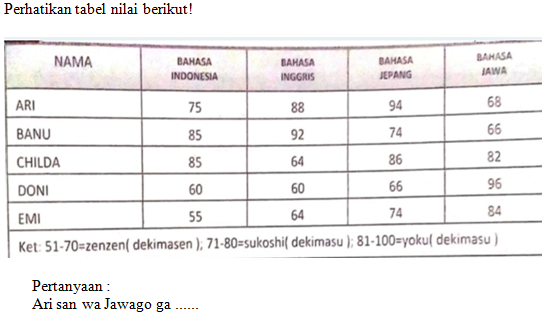 Perhatikan tabel nilai berikut!
NAMA BAHASA INDONESIA BAHASA INGGRIS BAHASA JEPANG BAHASA JAWA
ARI 75 88 94 68
BANU 85 92 74 66
CHILDA 85 64 86 82
DONI 60 60 66 96
EMI 55 64 74 84
Ket: 51-70=zenzen( dekimasen ); 71-80=sukoshi( dekimasu ); 81-100=yoku( dekimasu )
Pertanyaan :
Ari san wa Jawago ga ......